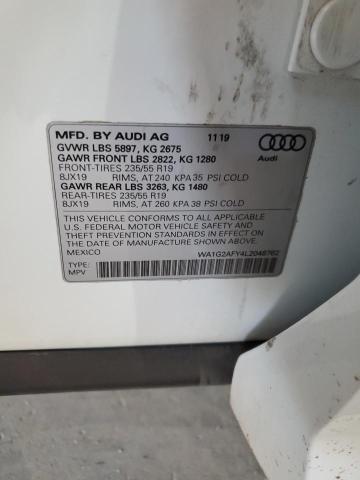 MFD. BY AUDI AG 11 19
GVWR LBS 5897, KG 2675
GAWR FRONT LBS 2822, KG 1280
FRONT-TIRES 235/55 R19
8JX19 RIMS, AT 240 KPA 35 PSI COLD
GAWR REAR LBS 3263, KG 1480
REAR-TIRES 235/55 R19
8JX19 RIMS, AT 260 KPA 38 PSI COLD
Audi
THIS VEHICLE CONFORMS TO ALL APPLICABLE
U.S. FEDERAL MOTOR VEHICLE SAFETY AND
THEFT PREVENTION STANDARDS IN EFFECT ON
THE DATE OF MANUFACTURE SHOWN ABOVE.
MEXICO WA1G2AFY4L2048762
TYPE:
MPV